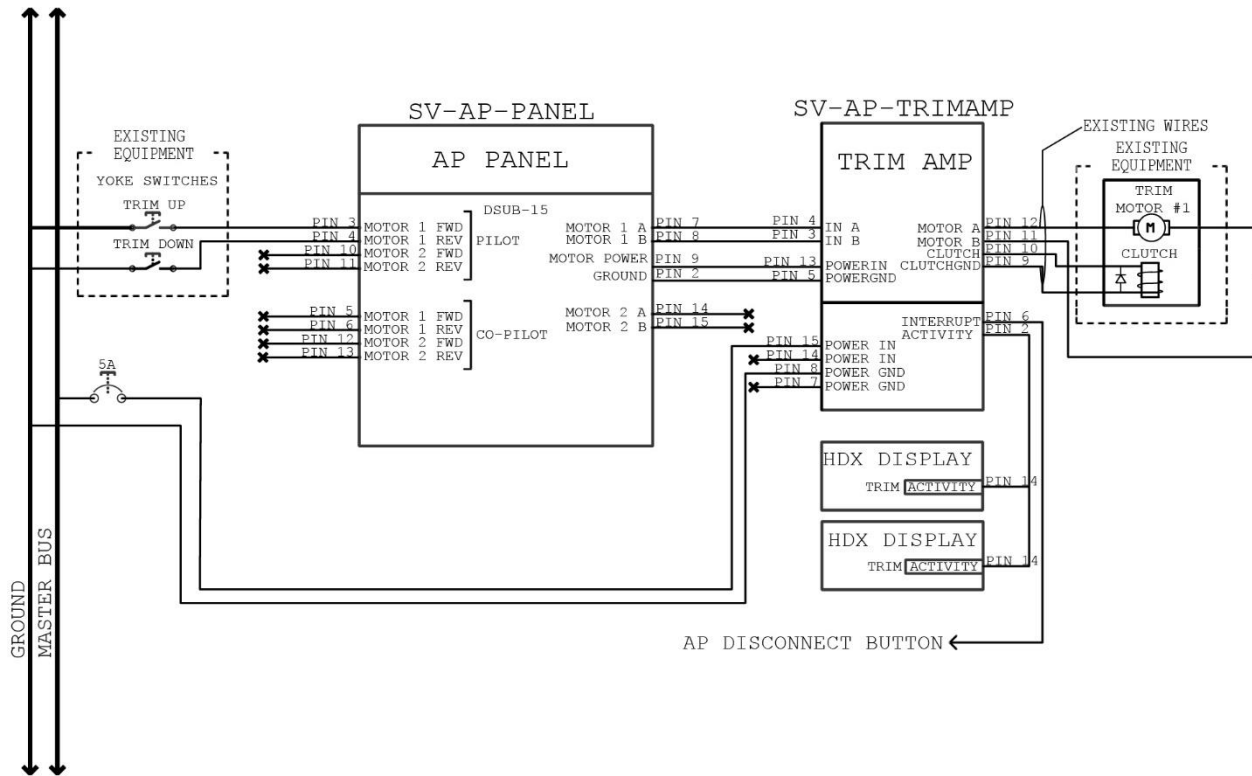 SV-AP-PANEL
SV-AP-TRIMAMP
EXISTING WIRES
EXISTING
EQUIPMENT
YOKE SWITCHES
TRIM UP
TRIM DOWN
AP PANEL
DSUB-15
PIN 3 MOTOR 1 FWD
PIN 4 MOTOR 1 REV
PIN 10 MOTOR 2 FWD
PIN 11 MOTOR 2 REV
PILOT
PIN 5 MOTOR 1 FWD
PIN 6 MOTOR 1 REV
PIN 12 MOTOR 2 FWD
PIN 13 MOTOR 2 REV
CO-PILOT
MOTOR 1 A PIN 7
MOTOR 1 B PIN 8
MOTOR POWER PIN 9
GROUND PIN 2
MOTOR 2 A PIN 14
MOTOR 2 B PIN 15
TRIM AMP
PIN 4 IN A
PIN 3 IN B
PIN 13 POWERIN
PIN 5 POWERGND
MOTOR A PIN 12
MOTOR B PIN 11
CLUTCH PIN 10
CLUTCHGND PIN 9
INTERRUPT PIN 6
ACTIVITY PIN 2
PIN 15 POWER IN
PIN 14 POWER IN
PIN 8 POWER GND
PIN 7 POWER GND
EXISTING
EQUIPMENT
TRIM
MOTOR #1
M
CLUTCH
5A
HDX DISPLAY
TRIM ACTIVITY PIN 14
HDX DISPLAY
TRIM ACTIVITY PIN 14
AP DISCONNECT BUTTON
GROUND
MASTER BUS